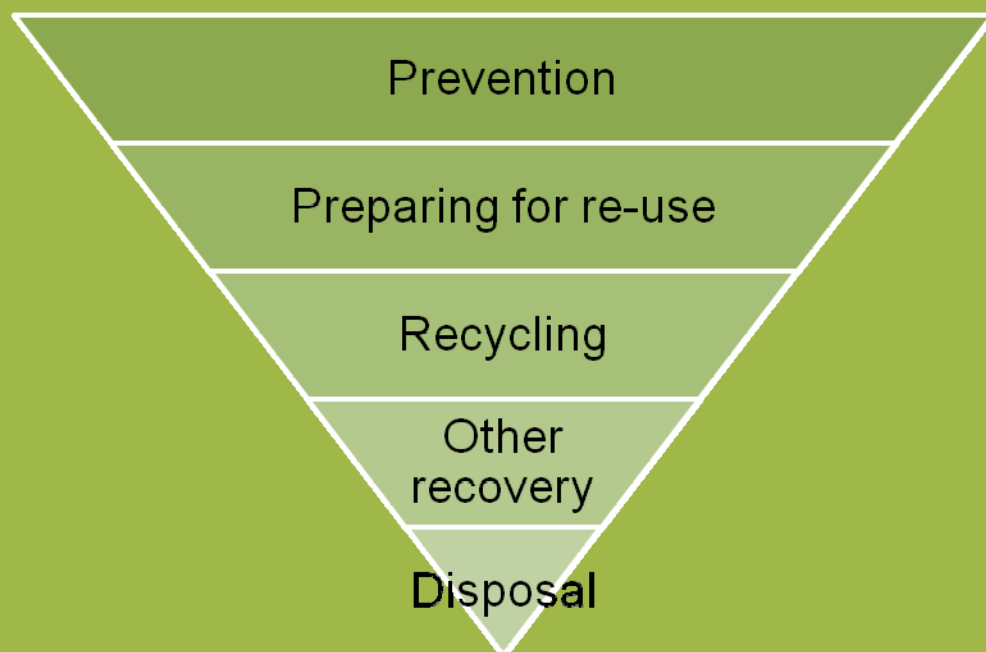 Prevention
Preparing for re-use
Recycling
Other
recovery
Disposal